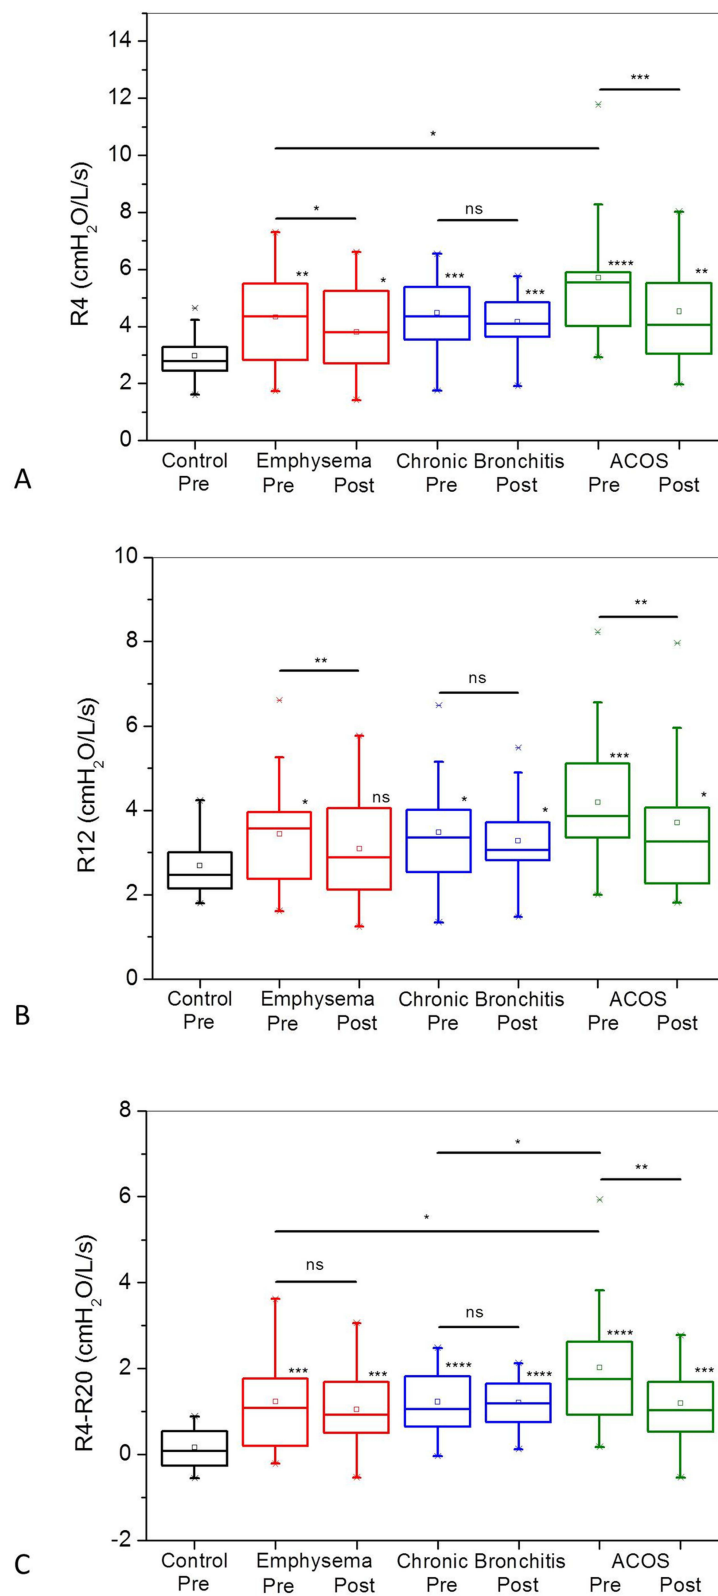 14
***
12
*
10
R4 (cmH₂O/L/s)
8
*
ns
6
**
*
***
***
****
**
4
2
0
Control Emphysema Chronic Bronchitis ACOS
Pre Pre Post Pre Post Pre Post
A
10
**
8
**
ns
R12 (cmH₂O/L/s)
6
***
4
*
ns
*
*
*
2
0
Control Emphysema Chronic Bronchitis ACOS
Pre Pre Post Pre Post Pre Post
B
8
*
**
6
*
ns
4
ns
R4-R20 (cmH₂O/L/s)
***
***
****
****
****
***
2
0
-2
Control Emphysema Chronic Bronchitis ACOS
Pre Pre Post Pre Post Pre Post
C